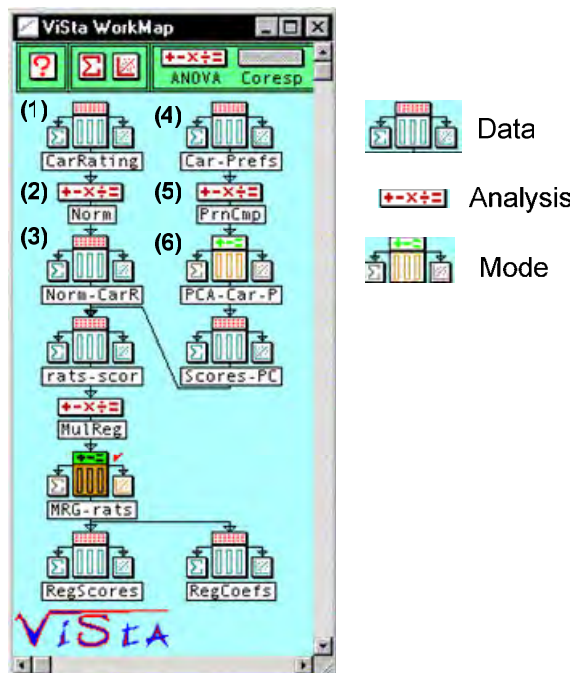 ViSta WorkMap
? Σ +-×÷= ANOVA Coresp
(1) (4)
Σ Σ
CarRating Car-Prefs
(2) +-×÷= (5) +-×÷=
Norm PrnCmp
(3) (6) +-=
Σ Σ
Norm-CarR PCA-Car-P
Σ Σ
rats-scor Scores-PC
+-×÷=
MulReg
+-=
Σ
MRG-rats
Σ Σ
RegScores RegCoefs
ViSta
Σ Data
+-×÷= Analysis
+-=
Σ Mode